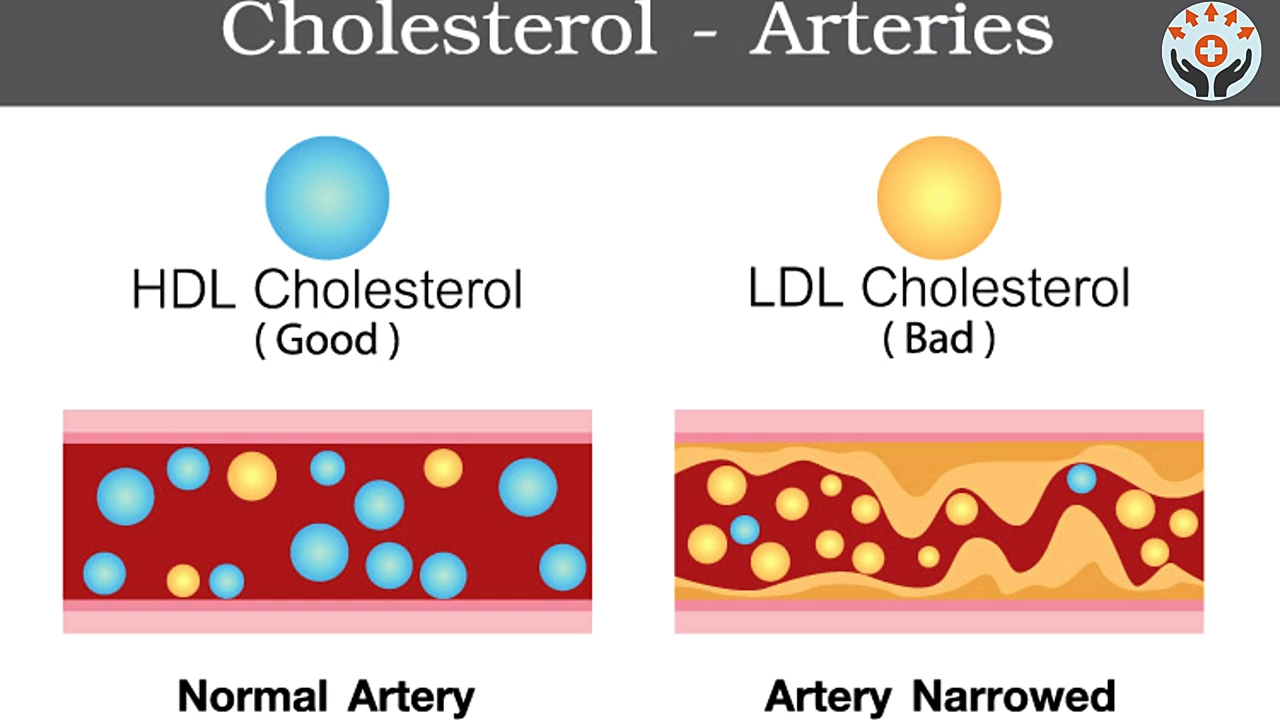 Cholesterol - Arteries
HDL Cholesterol
( Good )
LDL Cholesterol
( Bad )
Normal Artery
Artery Narrowed